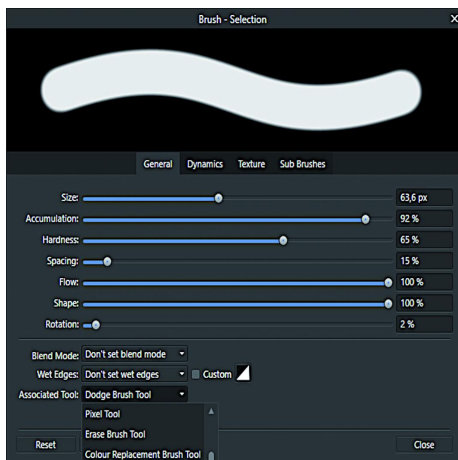 Brush - Selection
General Dynamics Texture Sub Brushes
Size: 63,6 px
Accumulation: 92 %
Hardness: 65 %
Spacing: 15 %
Flow: 100 %
Shape: 100 %
Rotation: 2 %
Blend Mode: Don't set blend mode
Wet Edges: Don't set wet edges Custom
Associated Tool: Dodge Brush Tool
Pixel Tool
Erase Brush Tool
Colour Replacement Brush Tool
Reset Close